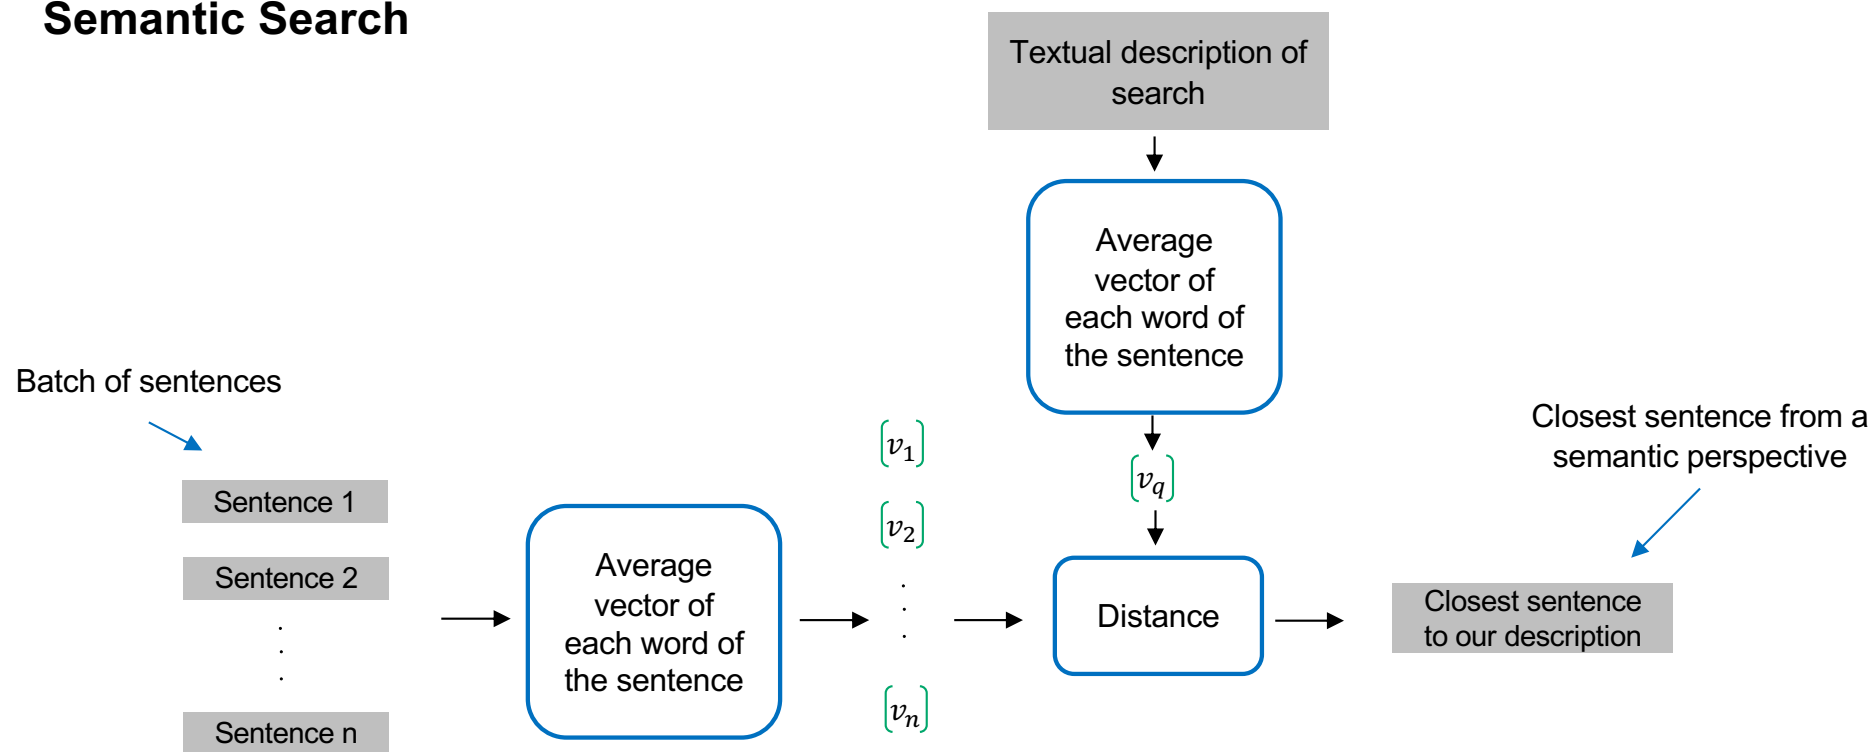 Semantic Search
Textual description of
search
Average
vector of
each word of
the sentence
Batch of sentences
Sentence 1
Sentence 2
.
.
.
Sentence n
Average
vector of
each word of
the sentence
[v₁]
[v₂]
.
.
.
[vₙ]
[v_q]
Distance
Closest sentence from a
semantic perspective
Closest sentence
to our description